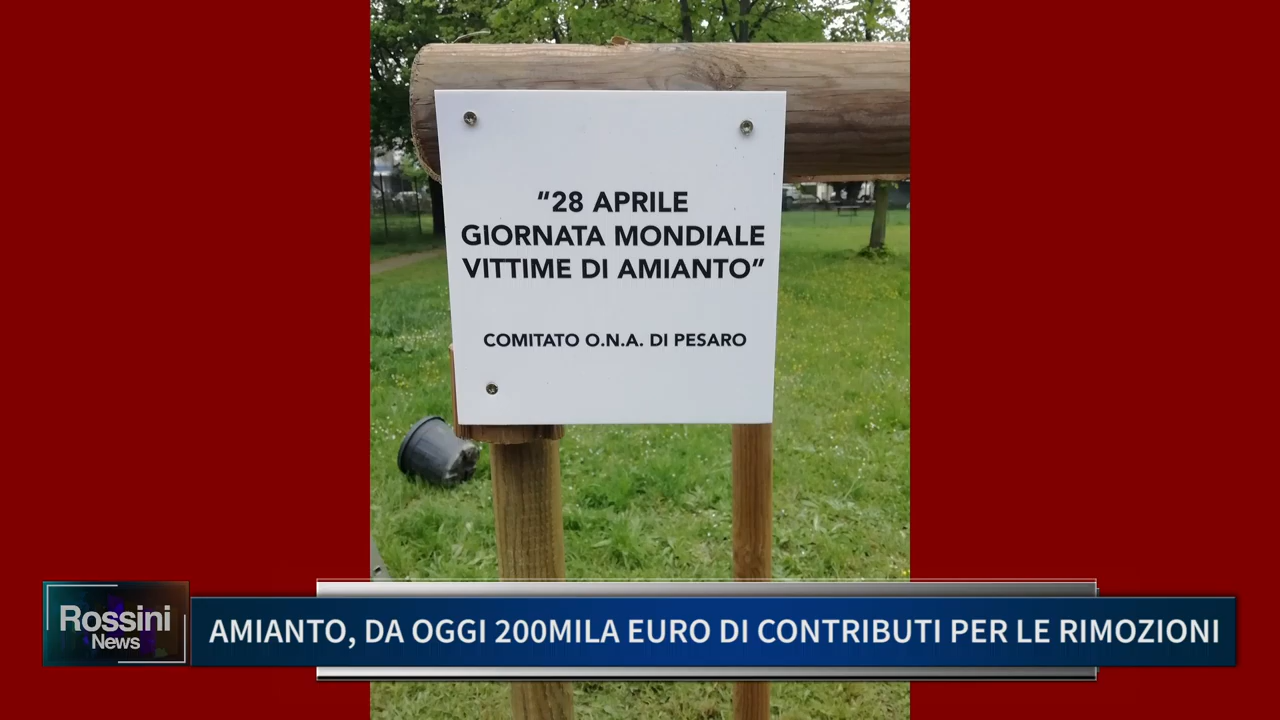 “28 APRILE
GIORNATA MONDIALE
VITTIME DI AMIANTO”
COMITATO O.N.A. DI PESARO
Rossini
News
AMIANTO, DA OGGI 200MILA EURO DI CONTRIBUTI PER LE RIMOZIONI